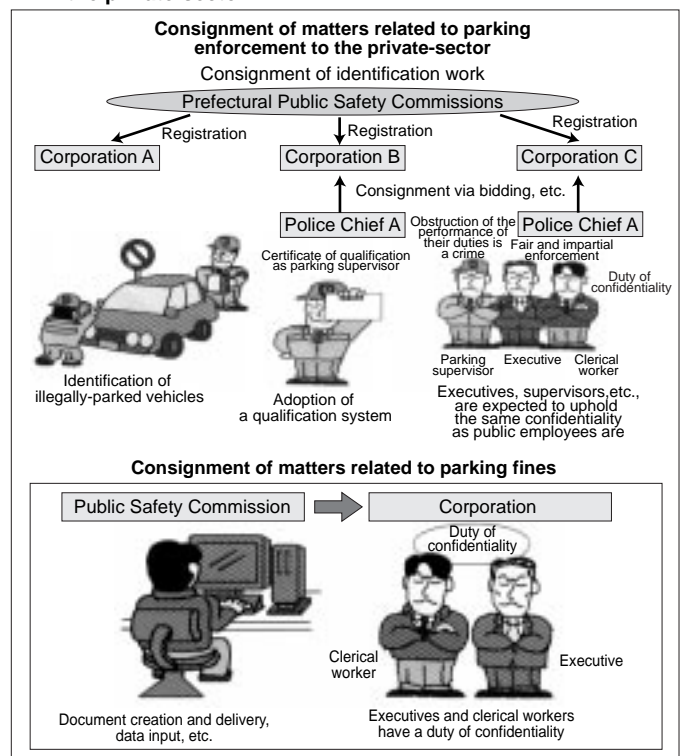 Consignment of matters related to parking
enforcement to the private-sector
Consignment of identification work
Prefectural Public Safety Commissions
Registration
Registration
Registration
Corporation A
Corporation B
Corporation C
Consignment via bidding, etc.
Police Chief A
Police Chief A
Certificate of qualification
as parking supervisor
Obstruction of the
performance of
their duties is
a crime
Fair and impartial
enforcement
Duty of
confidentiality
Identification of
illegally-parked vehicles
Adoption of
a qualification system
Parking
supervisor
Executive
Clerical
worker
Executives, supervisors,etc.,
are expected to uphold
the same confidentiality
as public employees are
Consignment of matters related to parking fines
Public Safety Commission
Corporation
Duty of
confidentiality
Clerical
worker
Executive
Document creation and delivery,
data input, etc.
Executives and clerical workers
have a duty of confidentiality